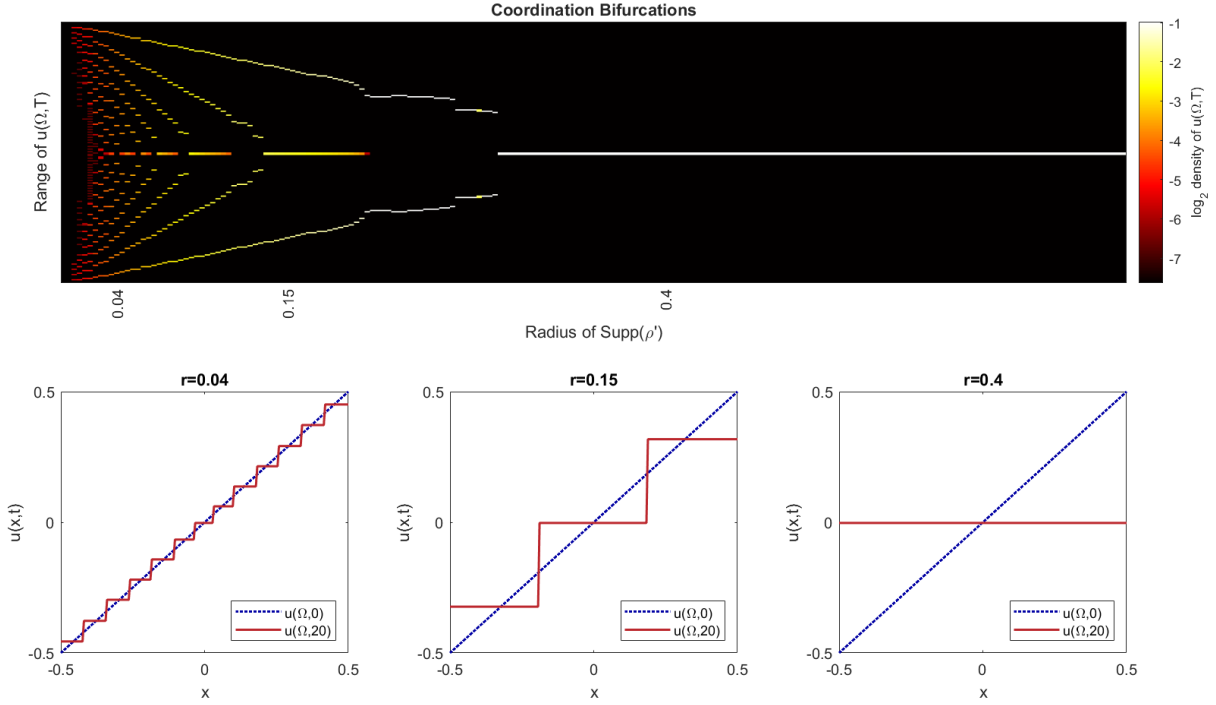 Coordination Bifurcations
Range of u(Ω,T)
0.04
0.15
0.4
Radius of Supp(ρ')
-1
-2
-3
-4
-5
-6
-7
log₂ density of u(Ω,T)
r=0.04
0.5
0
-0.5
u(x,t)
-0.5
0
0.5
x
u(Ω,0)
u(Ω,20)
r=0.15
0.5
0
-0.5
u(x,t)
-0.5
0
0.5
x
u(Ω,0)
u(Ω,20)
r=0.4
0.5
0
-0.5
u(x,t)
-0.5
0
0.5
x
u(Ω,0)
u(Ω,20)